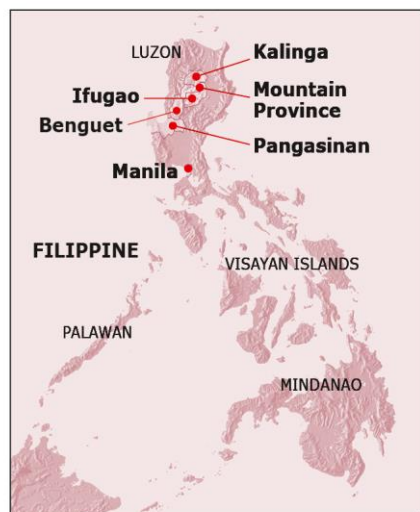 LUZON
Kalinga
Ifugao
Mountain
Province
Benguet
Pangasinan
Manila
FILIPPINE
VISAYAN ISLANDS
PALAWAN
MINDANAO